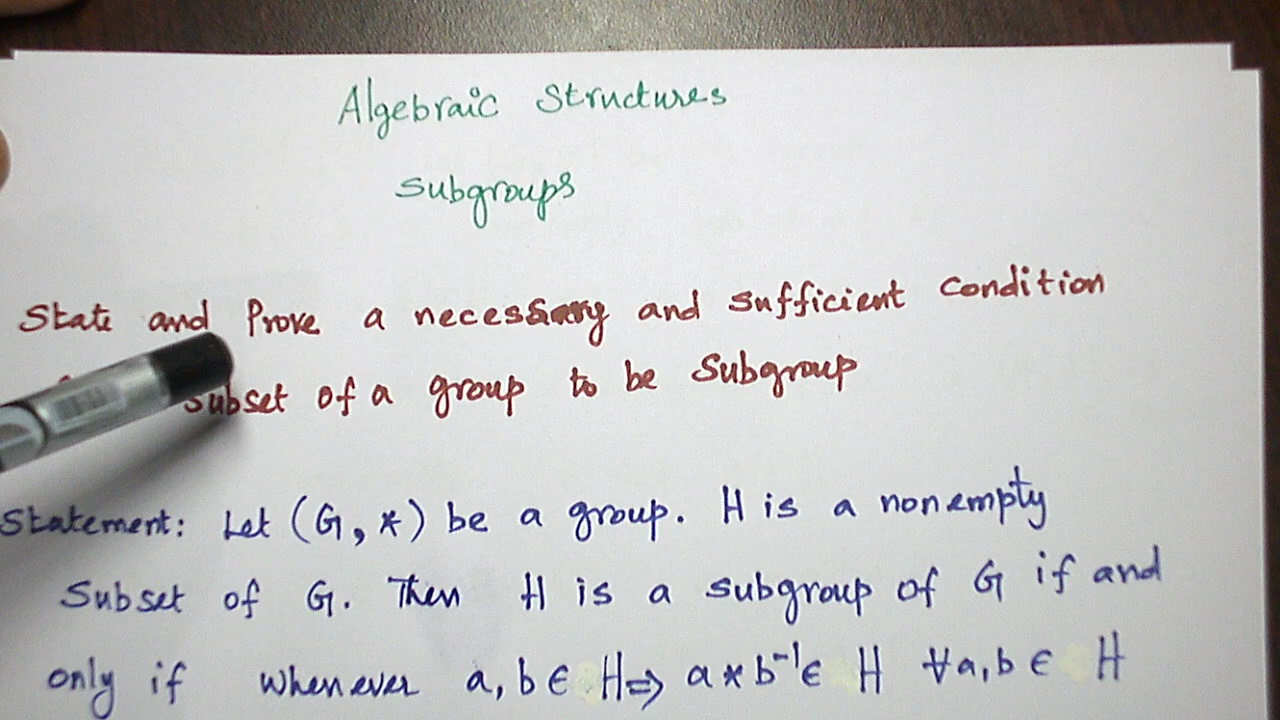 Algebraic Structures
Subgroups
State and Prove a necessary and sufficient condition
subset of a group to be Subgroup
Statement: Let (G, *) be a group. H is a nonempty
Subset of G. Then H is a subgroup of G if and
only if whenever a, b ∈ H ⇒ a * b⁻¹ ∈ H ∀a, b ∈ H